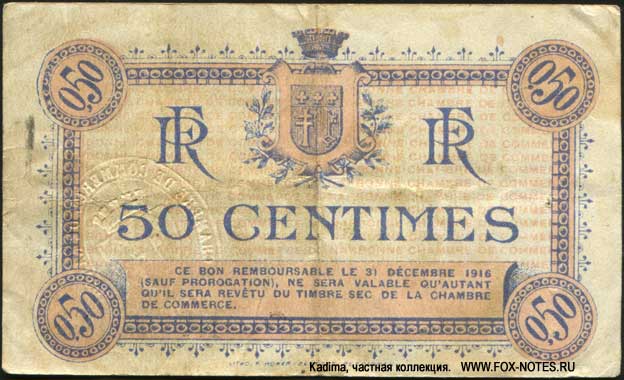 0,50 0,50
RF RF
50 CENTIMES
CE BON REMBOURSABLE LE 31 DÉCEMBRE 1916
(SAUF PROROGATION), NE SERA VALABLE QU'AUTANT
QU'IL SERA REVÊTU DU TIMBRE SEC DE LA CHAMBRE
DE COMMERCE.
0,50 0,50
Kadima, частная коллекция. WWW.FOX-NOTES.RU